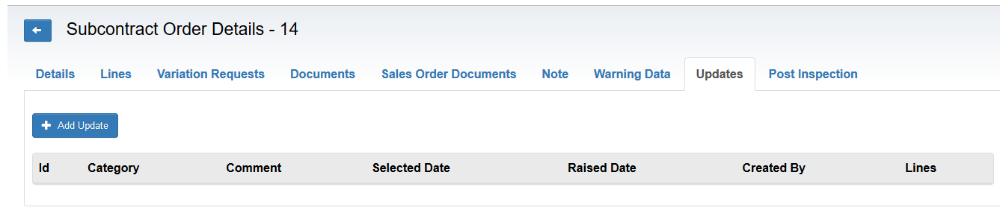 Subcontract Order Details - 14
Details Lines Variation Requests Documents Sales Order Documents Note Warning Data Updates Post Inspection
Add Update
Id Category Comment Selected Date Raised Date Created By Lines